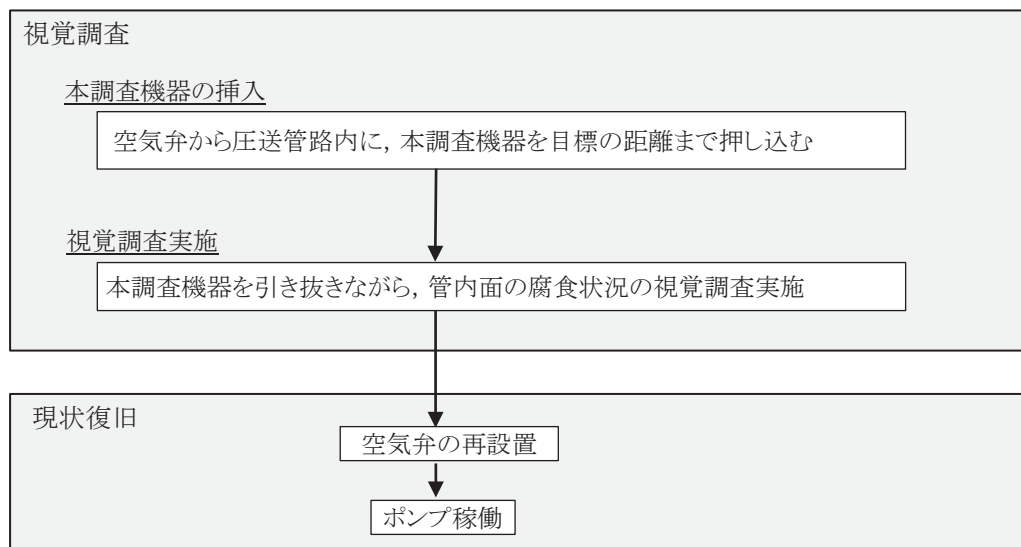 視覚調査
本調査機器の挿入
空気弁から圧送管路内に，本調査機器を目標の距離まで押し込む
視覚調査実施
本調査機器を引き抜きながら，管内面の腐食状況の視覚調査実施
現状復旧
空気弁の再設置
ポンプ稼働